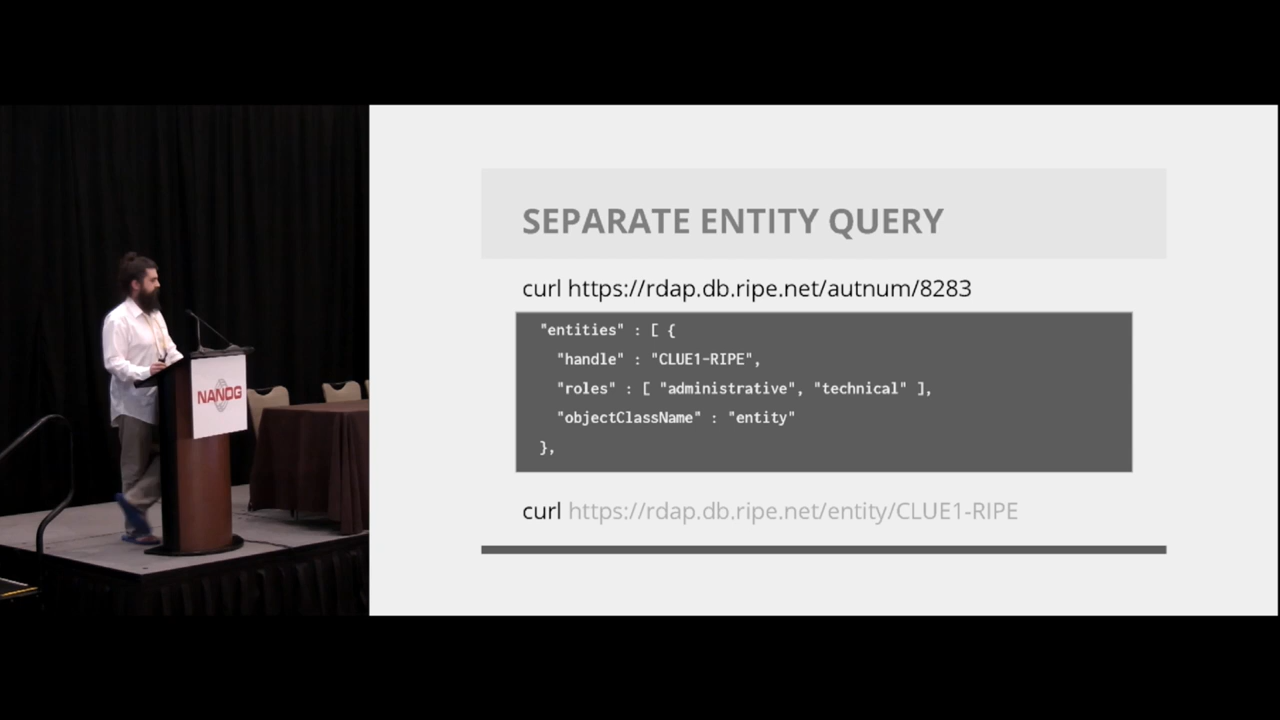 NANOG
SEPARATE ENTITY QUERY
curl https://rdap.db.ripe.net/autnum/8283
"entities" : [ {
"handle" : "CLUE1-RIPE",
"roles" : [ "administrative", "technical" ],
"objectClassName" : "entity"
},
curl https://rdap.db.ripe.net/entity/CLUE1-RIPE